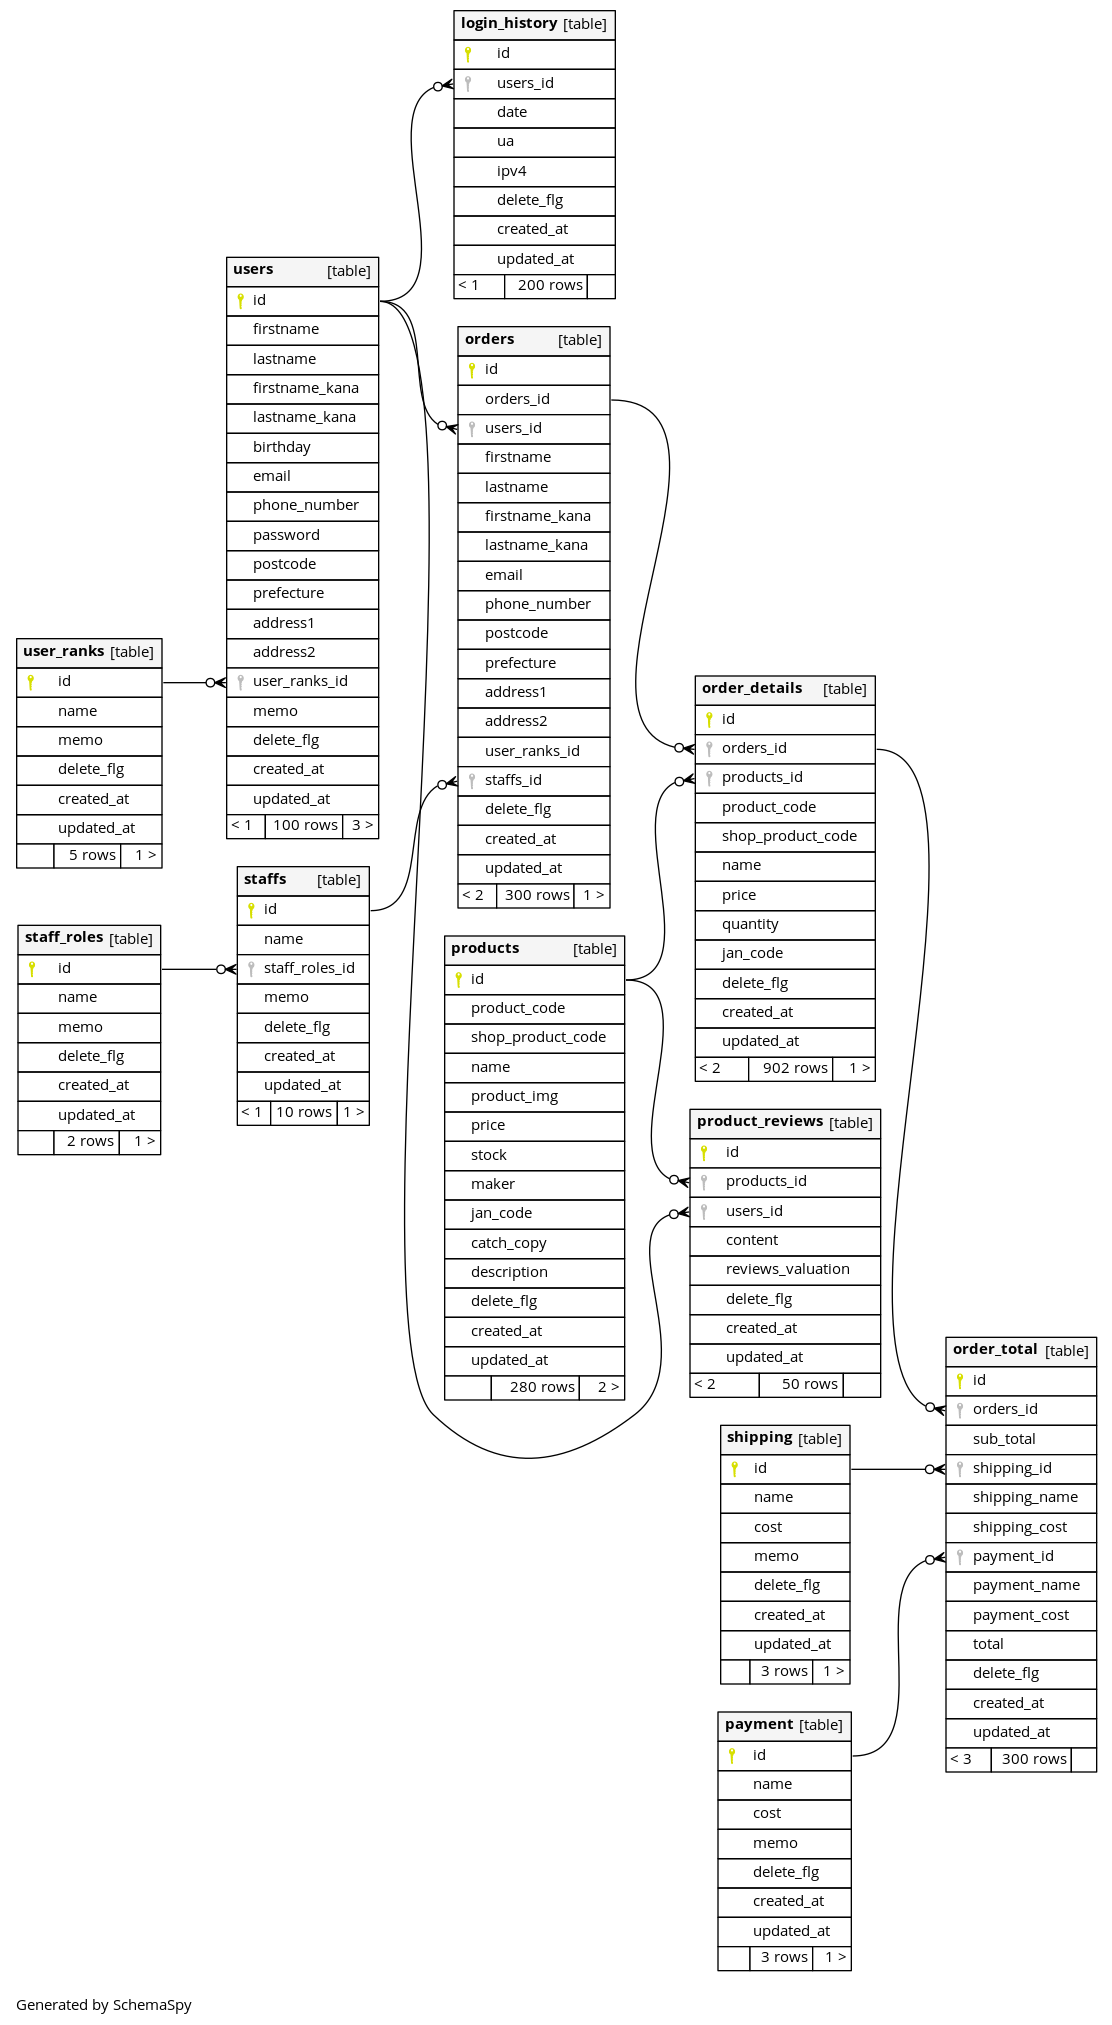 login_history [table]
id
users_id
date
ua
ipv4
delete_flg
created_at
updated_at
< 1 200 rows
users [table]
id
firstname
lastname
firstname_kana
lastname_kana
birthday
email
phone_number
password
postcode
prefecture
address1
address2
user_ranks_id
memo
delete_flg
created_at
updated_at
< 1 100 rows 3 >
orders [table]
id
orders_id
users_id
firstname
lastname
firstname_kana
lastname_kana
email
phone_number
postcode
prefecture
address1
address2
user_ranks_id
staffs_id
delete_flg
created_at
updated_at
< 2 300 rows 1 >
user_ranks [table]
id
name
memo
delete_flg
created_at
updated_at
5 rows 1 >
order_details [table]
id
orders_id
products_id
product_code
shop_product_code
name
price
quantity
jan_code
delete_flg
created_at
updated_at
< 2 902 rows 1 >
staffs [table]
id
name
staff_roles_id
memo
delete_flg
created_at
updated_at
< 1 10 rows 1 >
staff_roles [table]
id
name
memo
delete_flg
created_at
updated_at
2 rows 1 >
products [table]
id
product_code
shop_product_code
name
product_img
price
stock
maker
jan_code
catch_copy
description
delete_flg
created_at
updated_at
280 rows 2 >
product_reviews [table]
id
products_id
users_id
content
reviews_valuation
delete_flg
created_at
updated_at
< 2 50 rows
order_total [table]
id
orders_id
sub_total
shipping_id
shipping_name
shipping_cost
payment_id
payment_name
payment_cost
total
delete_flg
created_at
updated_at
< 3 300 rows
shipping [table]
id
name
cost
memo
delete_flg
created_at
updated_at
3 rows 1 >
payment [table]
id
name
cost
memo
delete_flg
created_at
updated_at
3 rows 1 >
Generated by SchemaSpy